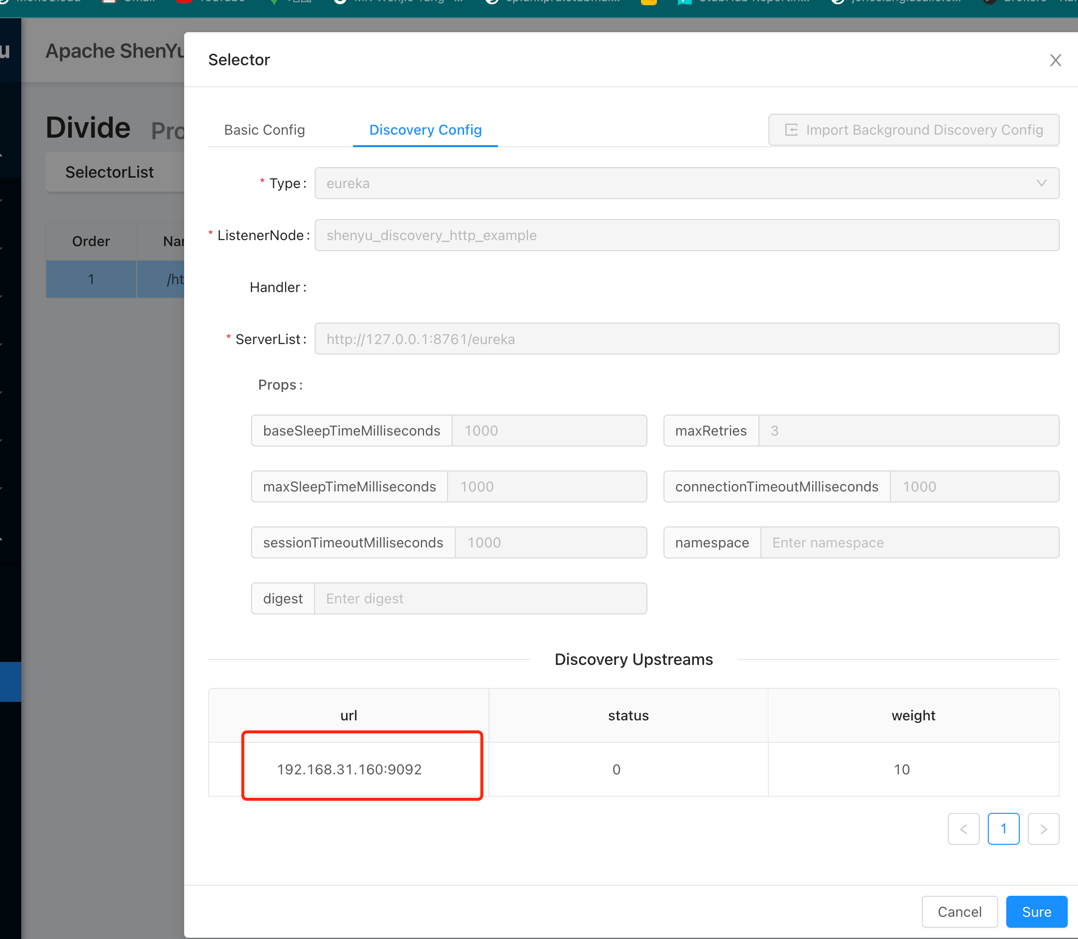 Apache ShenYu
Selector
Divide
SelectorList
Order
1
Basic Config
Discovery Config
Import Background Discovery Config
* Type :
eureka
* ListenerNode :
shenyu_discovery_http_example
Handler :
* ServerList :
http://127.0.0.1:8761/eureka
Props :
baseSleepTimeMilliseconds 1000
maxRetries 3
maxSleepTimeMilliseconds 1000
connectionTimeoutMilliseconds 1000
sessionTimeoutMilliseconds 1000
namespace Enter namespace
digest Enter digest
Discovery Upstreams
url status weight
192.168.31.160:9092 0 10
< 1 >
Cancel Sure